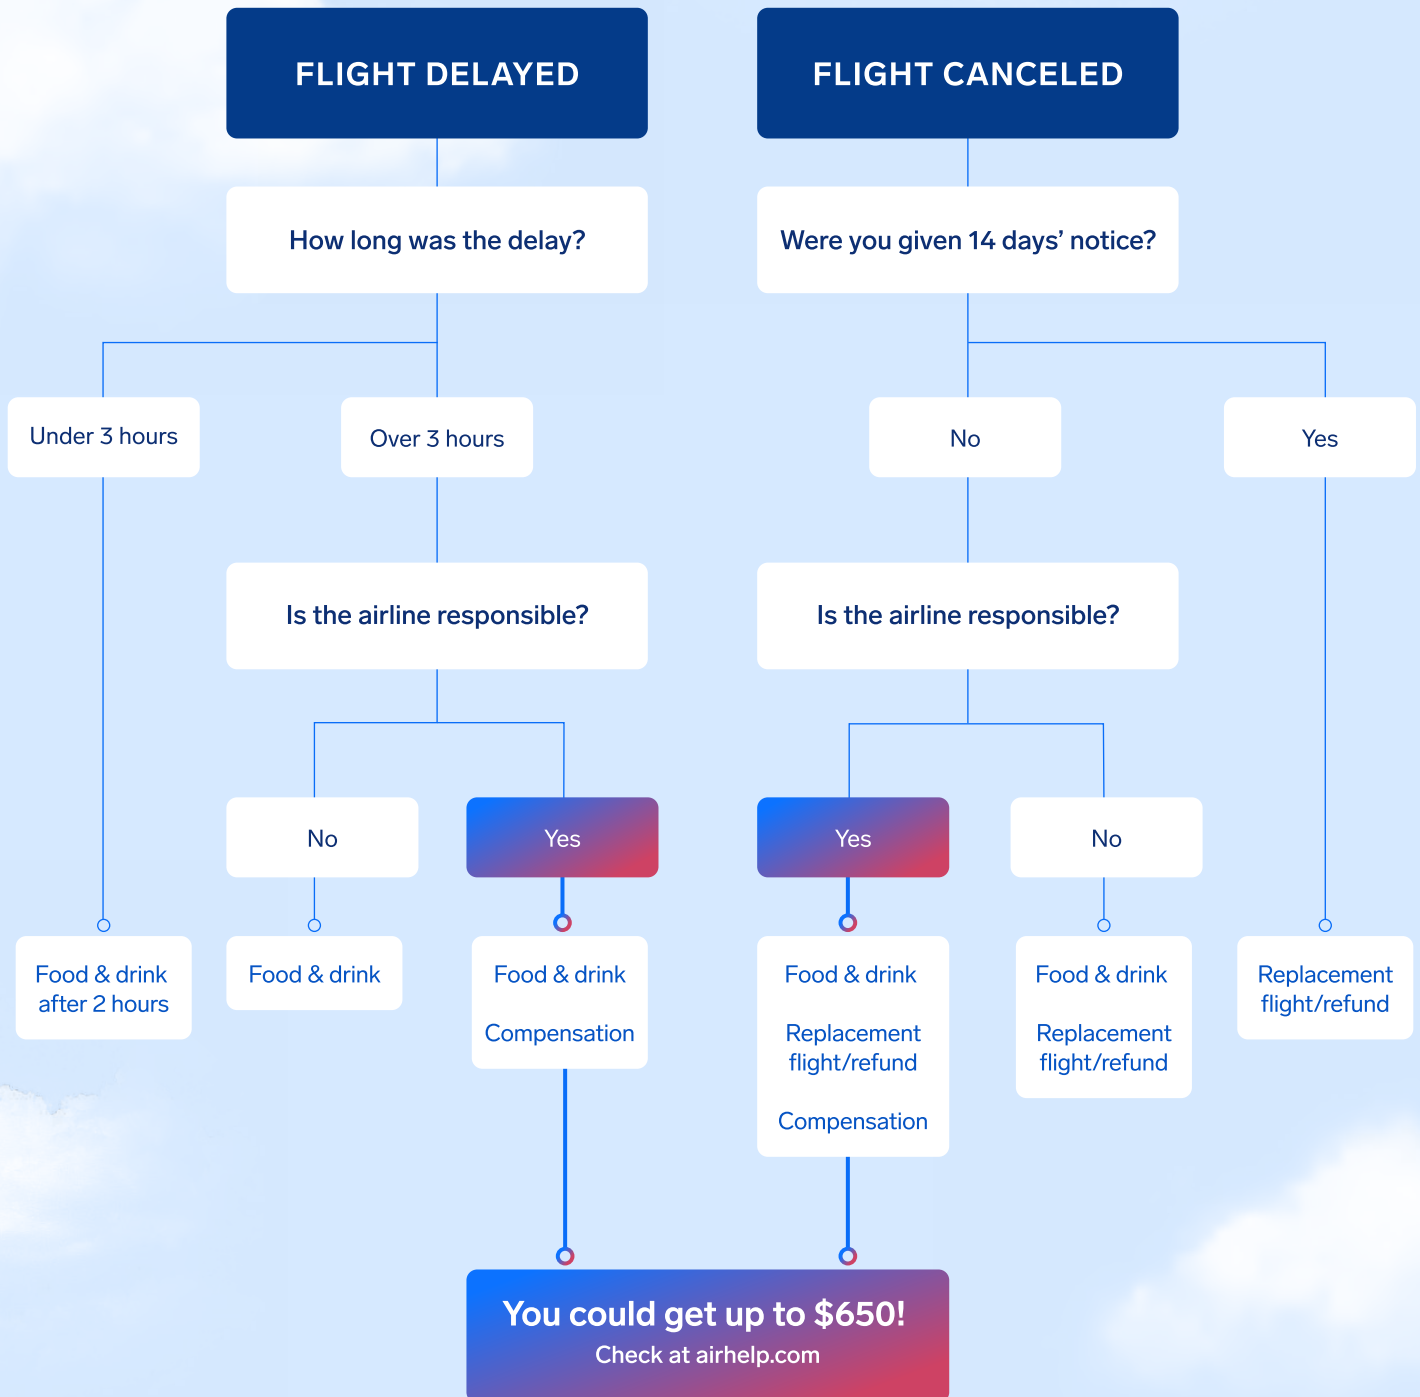 FLIGHT DELAYED
FLIGHT CANCELED
How long was the delay?
Were you given 14 days’ notice?
Under 3 hours
Over 3 hours
No
Yes
Is the airline responsible?
Is the airline responsible?
No
Yes
Yes
No
Food & drink
after 2 hours
Food & drink
Food & drink
Compensation
Food & drink
Replacement
flight/refund
Compensation
Food & drink
Replacement
flight/refund
Replacement
flight/refund
You could get up to $650!
Check at airhelp.com